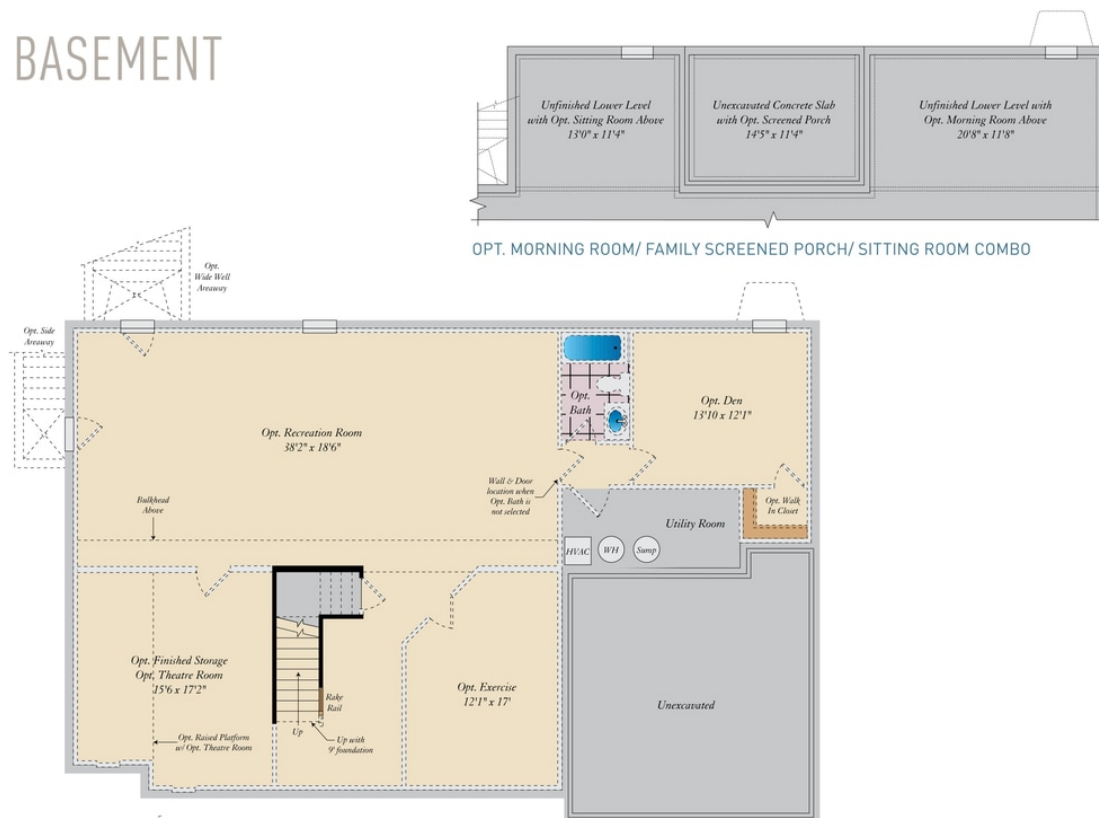 BASEMENT
Unfinished Lower Level
with Opt. Sitting Room Above
13'0" x 11'4"
Unexcavated Concrete Slab
with Opt. Screened Porch
14'5" x 11'4"
Unfinished Lower Level with
Opt. Morning Room Above
20'8" x 11'8"
OPT. MORNING ROOM/ FAMILY SCREENED PORCH/ SITTING ROOM COMBO
Opt.
Wide Well
Areaway
Opt. Side
Areaway
Opt. Recreation Room
38'2" x 18'6"
Opt.
Bath
Opt. Den
13'10 x 12'1"
Bulkhead
Above
Wall & Door
location when
Opt. Bath is
not selected
Opt. Walk
In Closet
Utility Room
HVAC
WH
Sump
Opt. Finished Storage
Opt. Theatre Room
15'6 x 17'2"
Opt. Exercise
12'1" x 17'
Rake
Rail
Unexcavated
Up
Up with
9' foundation
Opt. Raised Platform
w/ Opt. Theatre Room